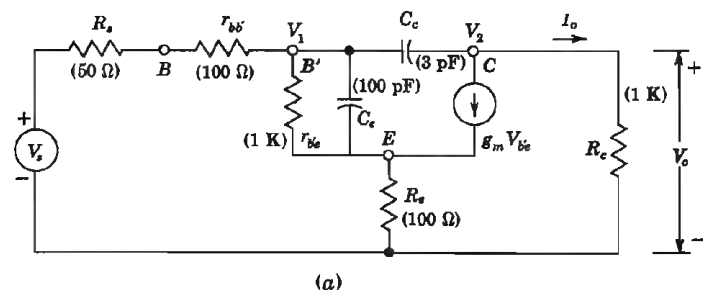 R_s
(50 Ω)
B
r_bb'
(100 Ω)
V_1
B'
C_c
(3 pF)
V_2
C
I_o
(100 pF)
C_e
(1 K)
r_b'e
E
g_m V_b'e
R_e
(100 Ω)
+
V_s
−
(1 K)
R_c
+
V_o
−
(a)